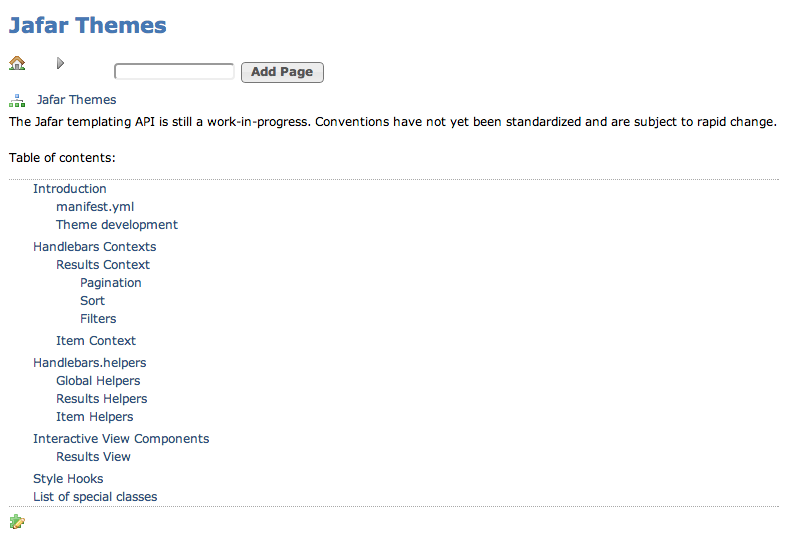 Jafar Themes
Add Page
Jafar Themes
The Jafar templating API is still a work-in-progress. Conventions have not yet been standardized and are subject to rapid change.
Table of contents:
Introduction
manifest.yml
Theme development
Handlebars Contexts
Results Context
Pagination
Sort
Filters
Item Context
Handlebars.helpers
Global Helpers
Results Helpers
Item Helpers
Interactive View Components
Results View
Style Hooks
List of special classes